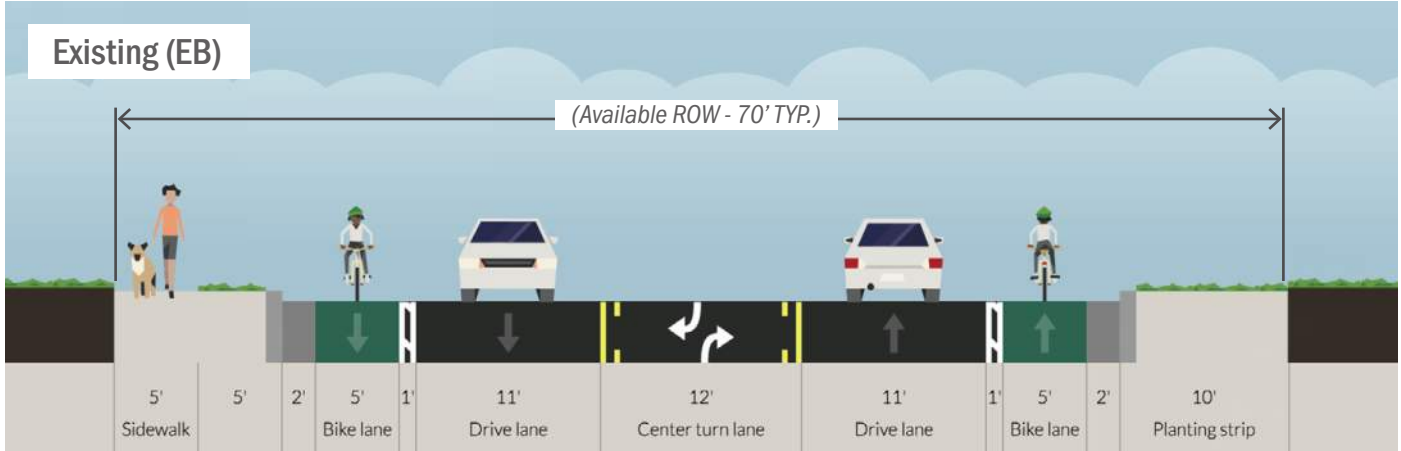 Existing (EB)
(Available ROW - 70' TYP.)
5' 5' 2' 5' 1' 11' 12' 11' 1' 5' 2' 10'
Sidewalk Bike lane Drive lane Center turn lane Drive lane Bike lane Planting strip